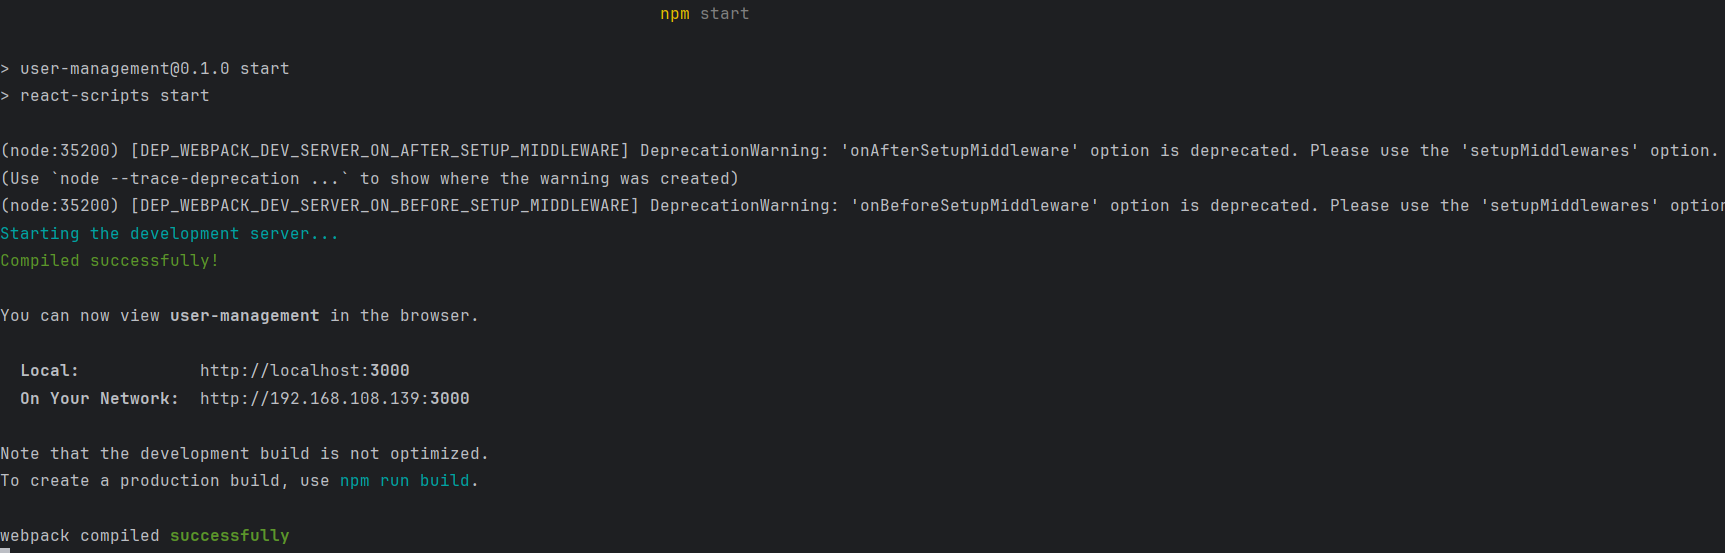 npm start
> user-management@0.1.0 start
> react-scripts start
(node:35200) [DEP_WEBPACK_DEV_SERVER_ON_AFTER_SETUP_MIDDLEWARE] DeprecationWarning: 'onAfterSetupMiddleware' option is deprecated. Please use the 'setupMiddlewares' option.
(Use `node --trace-deprecation ...` to show where the warning was created)
(node:35200) [DEP_WEBPACK_DEV_SERVER_ON_BEFORE_SETUP_MIDDLEWARE] DeprecationWarning: 'onBeforeSetupMiddleware' option is deprecated. Please use the 'setupMiddlewares' option
Starting the development server...
Compiled successfully!
You can now view user-management in the browser.
Local: http://localhost:3000
On Your Network: http://192.168.108.139:3000
Note that the development build is not optimized.
To create a production build, use npm run build.
webpack compiled successfully